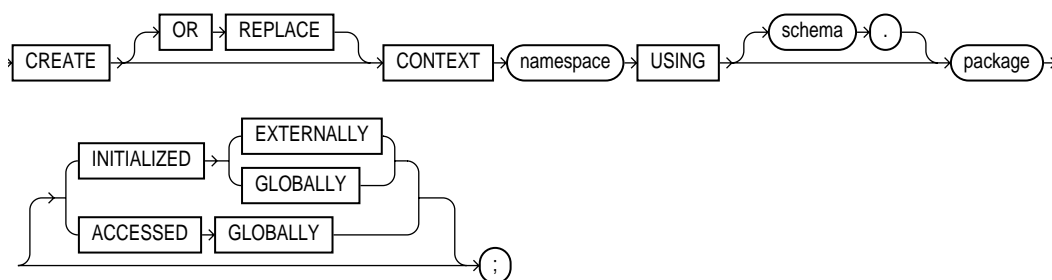 OR REPLACE schema .
CREATE CONTEXT namespace USING package
EXTERNALLY
INITIALIZED
GLOBALLY
ACCESSED GLOBALLY
;